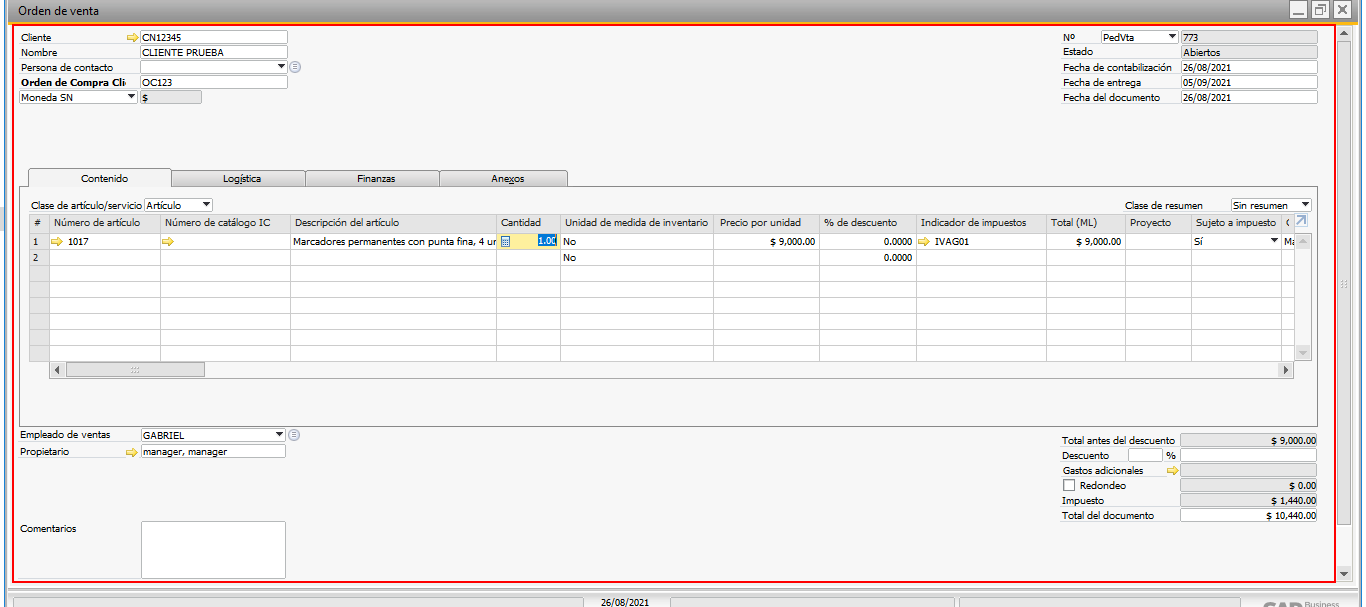 Orden de venta
Cliente CN12345 Nº PedVta 773
Nombre CLIENTE PRUEBA Estado Abiertos
Persona de contacto Fecha de contabilización 26/08/2021
Orden de Compra Cli OC123 Fecha de entrega 05/09/2021
Moneda SN $ Fecha del documento 26/08/2021
Contenido Logística Finanzas Anexos
Clase de artículo/servicio Artículo Clase de resumen Sin resumen
# Número de artículo Número de catálogo IC Descripción del artículo Cantidad Unidad de medida de inventario Precio por unidad % de descuento Indicador de impuestos Total (ML) Proyecto Sujeto a impuesto
1 1017 Marcadores permanentes con punta fina, 4 ur 1.00 No $ 9,000.00 0.0000 IVAG01 $ 9,000.00 Sí Ma
2 No 0.0000
Empleado de ventas GABRIEL Total antes del descuento $ 9,000.00
Propietario manager, manager Descuento %
Gastos adicionales
Redondeo $ 0.00
Impuesto $ 1,440.00
Comentarios Total del documento $ 10,440.00
26/08/2021 Business